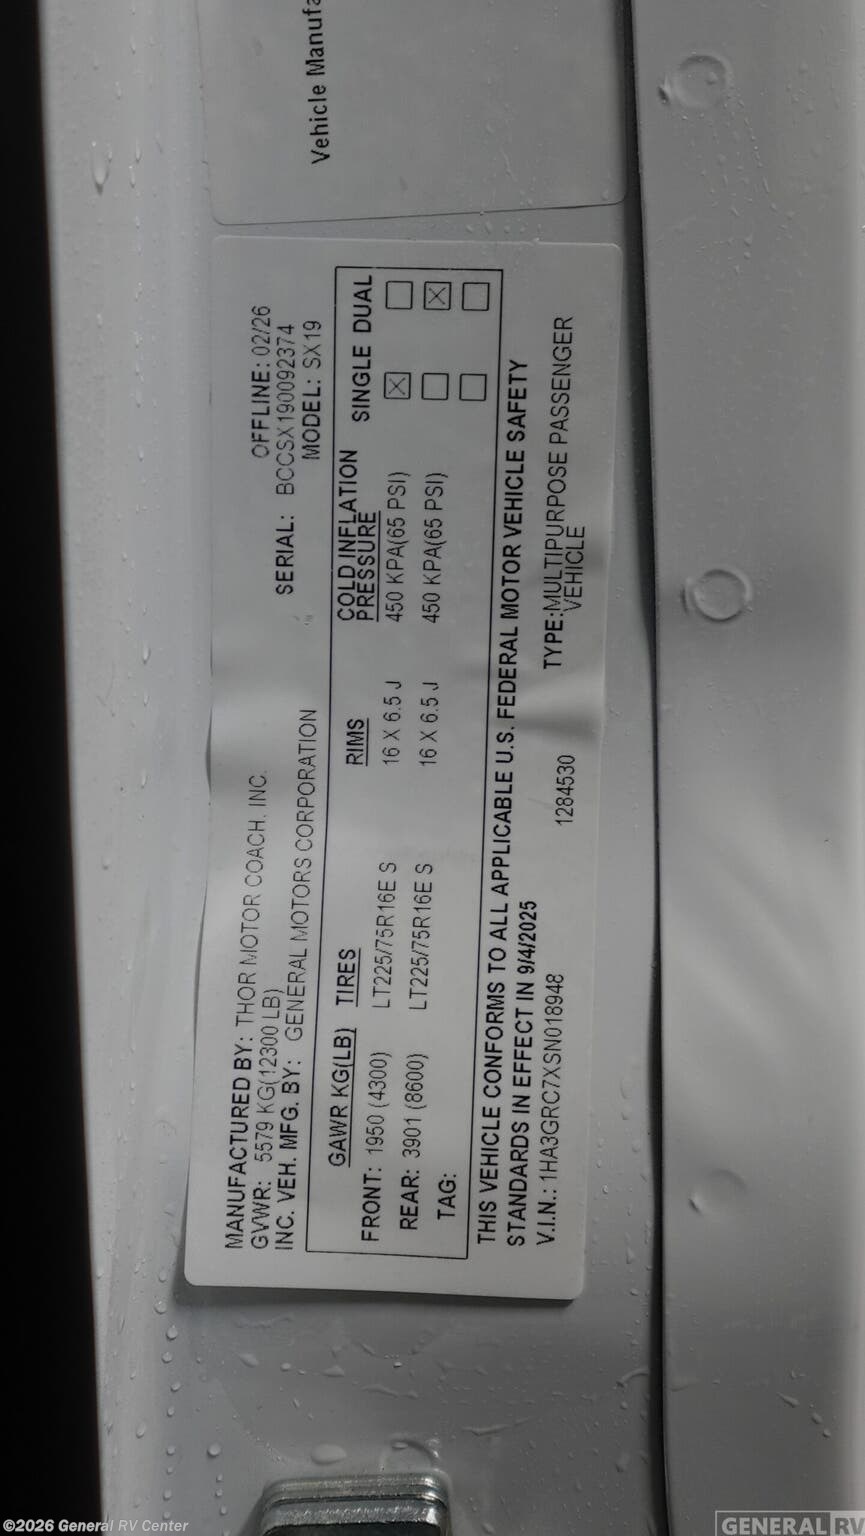 Vehicle Manufa
MANUFACTURED BY: THOR MOTOR COACH, INC. OFFLINE: 02/26
GVWR: 5579 KG(12300 LB) SERIAL: BCCSX190092374
INC. VEH. MFG. BY: GENERAL MOTORS CORPORATION MODEL: SX19
GAWR KG(LB) TIRES RIMS COLD INFLATION PRESSURE SINGLE DUAL
FRONT: 1950 (4300) LT225/75R16E S 16 X 6.5 J 450 KPA(65 PSI) ☒ ☐
REAR: 3901 (8600) LT225/75R16E S 16 X 6.5 J 450 KPA(65 PSI) ☐ ☒
TAG: ☐ ☐
THIS VEHICLE CONFORMS TO ALL APPLICABLE U.S. FEDERAL MOTOR VEHICLE SAFETY
STANDARDS IN EFFECT IN 9/4/2025
V.I.N.: 1HA3GRC7XSN018948 1284530 TYPE:MULTIPURPOSE PASSENGER
VEHICLE
©2026 General RV Center
GENERAL RV